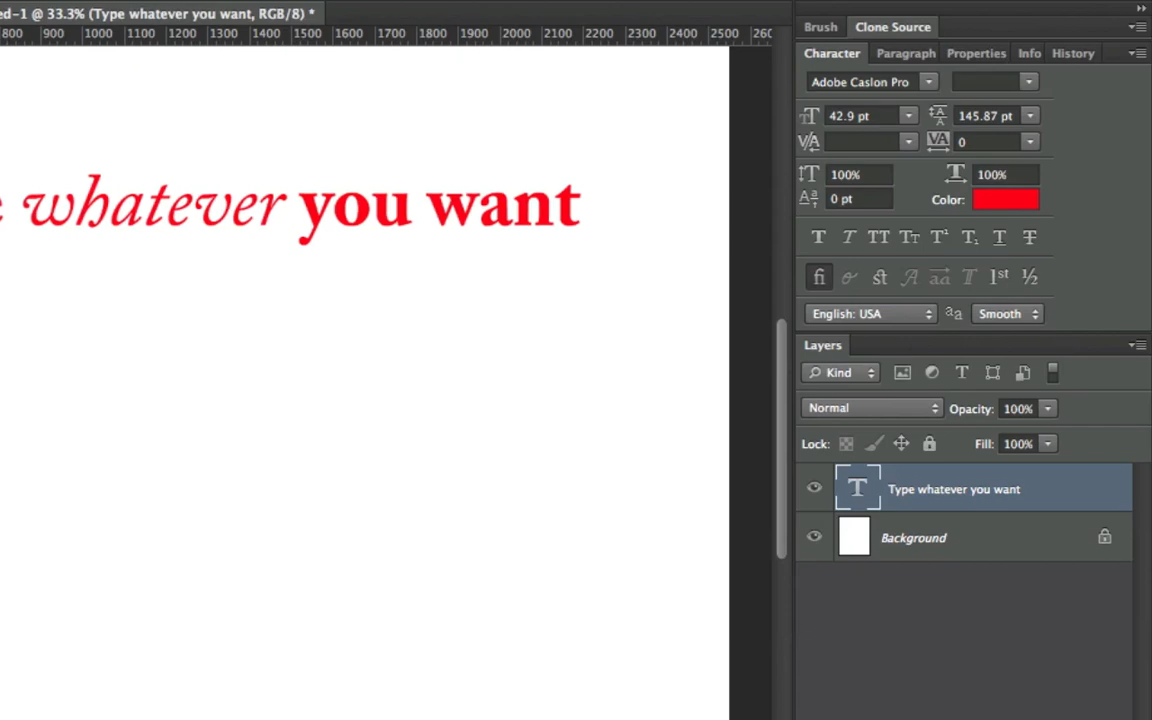 ed-1 @ 33.3% (Type whatever you want, RGB/8) *
800 900 1000 1100 1200 1300 1400 1500 1600 1700 1800 1900 2000 2100 2200 2300 2400 2500 260
whatever you want
Brush Clone Source
Character Paragraph Properties Info History
Adobe Caslon Pro
42.9 pt 145.87 pt
0
100% 100%
0 pt Color:
T T TT TT T¹ T₁ T T
fi st A aa T 1st ½
English: USA aa Smooth
Layers
Kind T
Normal Opacity: 100%
Lock: Fill: 100%
T Type whatever you want
Background